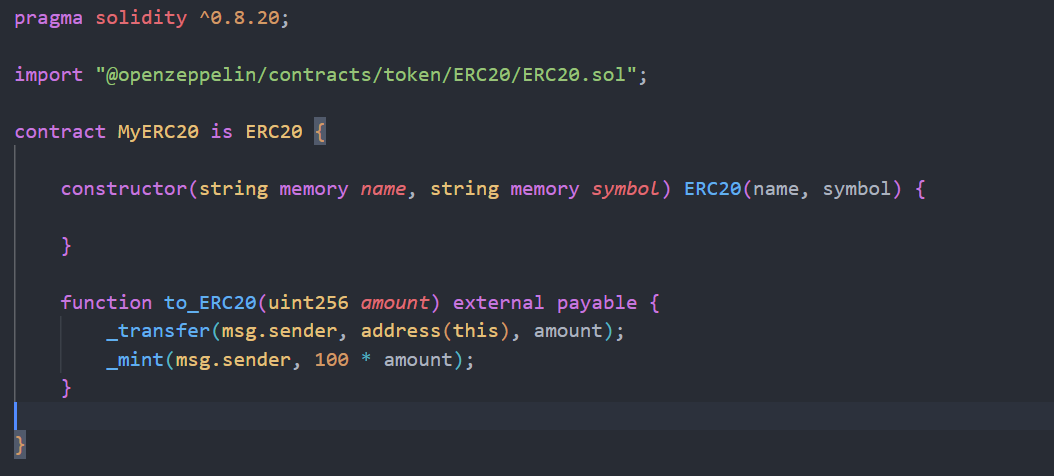 pragma solidity ^0.8.20;
import "@openzeppelin/contracts/token/ERC20/ERC20.sol";
contract MyERC20 is ERC20 {
constructor(string memory name, string memory symbol) ERC20(name, symbol) {
}
function to_ERC20(uint256 amount) external payable {
_transfer(msg.sender, address(this), amount);
_mint(msg.sender, 100 * amount);
}
}